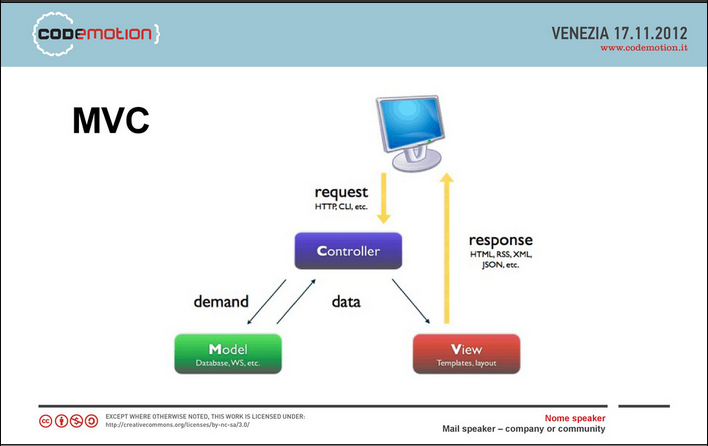 CODEMOTION
VENEZIA 17.11.2012
www.codemotion.it
MVC
request
HTTP, CLI, etc.
Controller
response
HTML, RSS, XML,
JSON, etc.
demand
data
Model
Database, WS, etc.
View
Templates, layout
cc
EXCEPT WHERE OTHERWISE NOTED, THIS WORK IS LICENSED UNDER:
http://creativecommons.org/licenses/by-nc-sa/3.0/
Nome speaker
Mail speaker – company or community